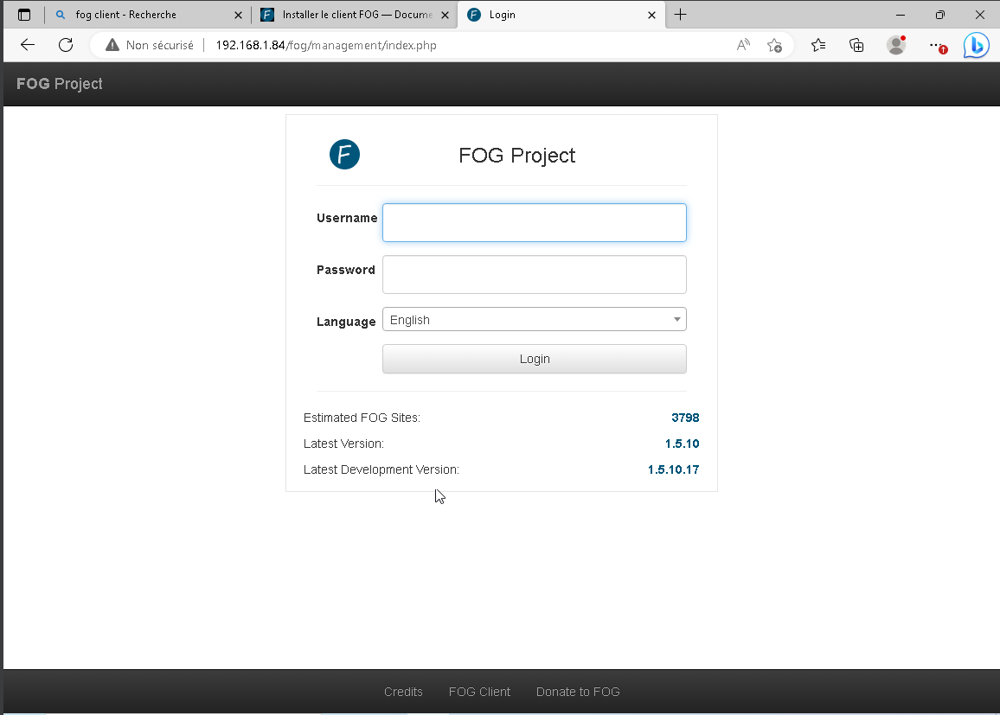 fog client - Recherche
Installer le client FOG — Docume
Login
Non sécurisé
192.168.1.84/fog/management/index.php
FOG Project
FOG Project
Username
Password
Language English
Login
Estimated FOG Sites: 3798
Latest Version: 1.5.10
Latest Development Version: 1.5.10.17
Credits FOG Client Donate to FOG